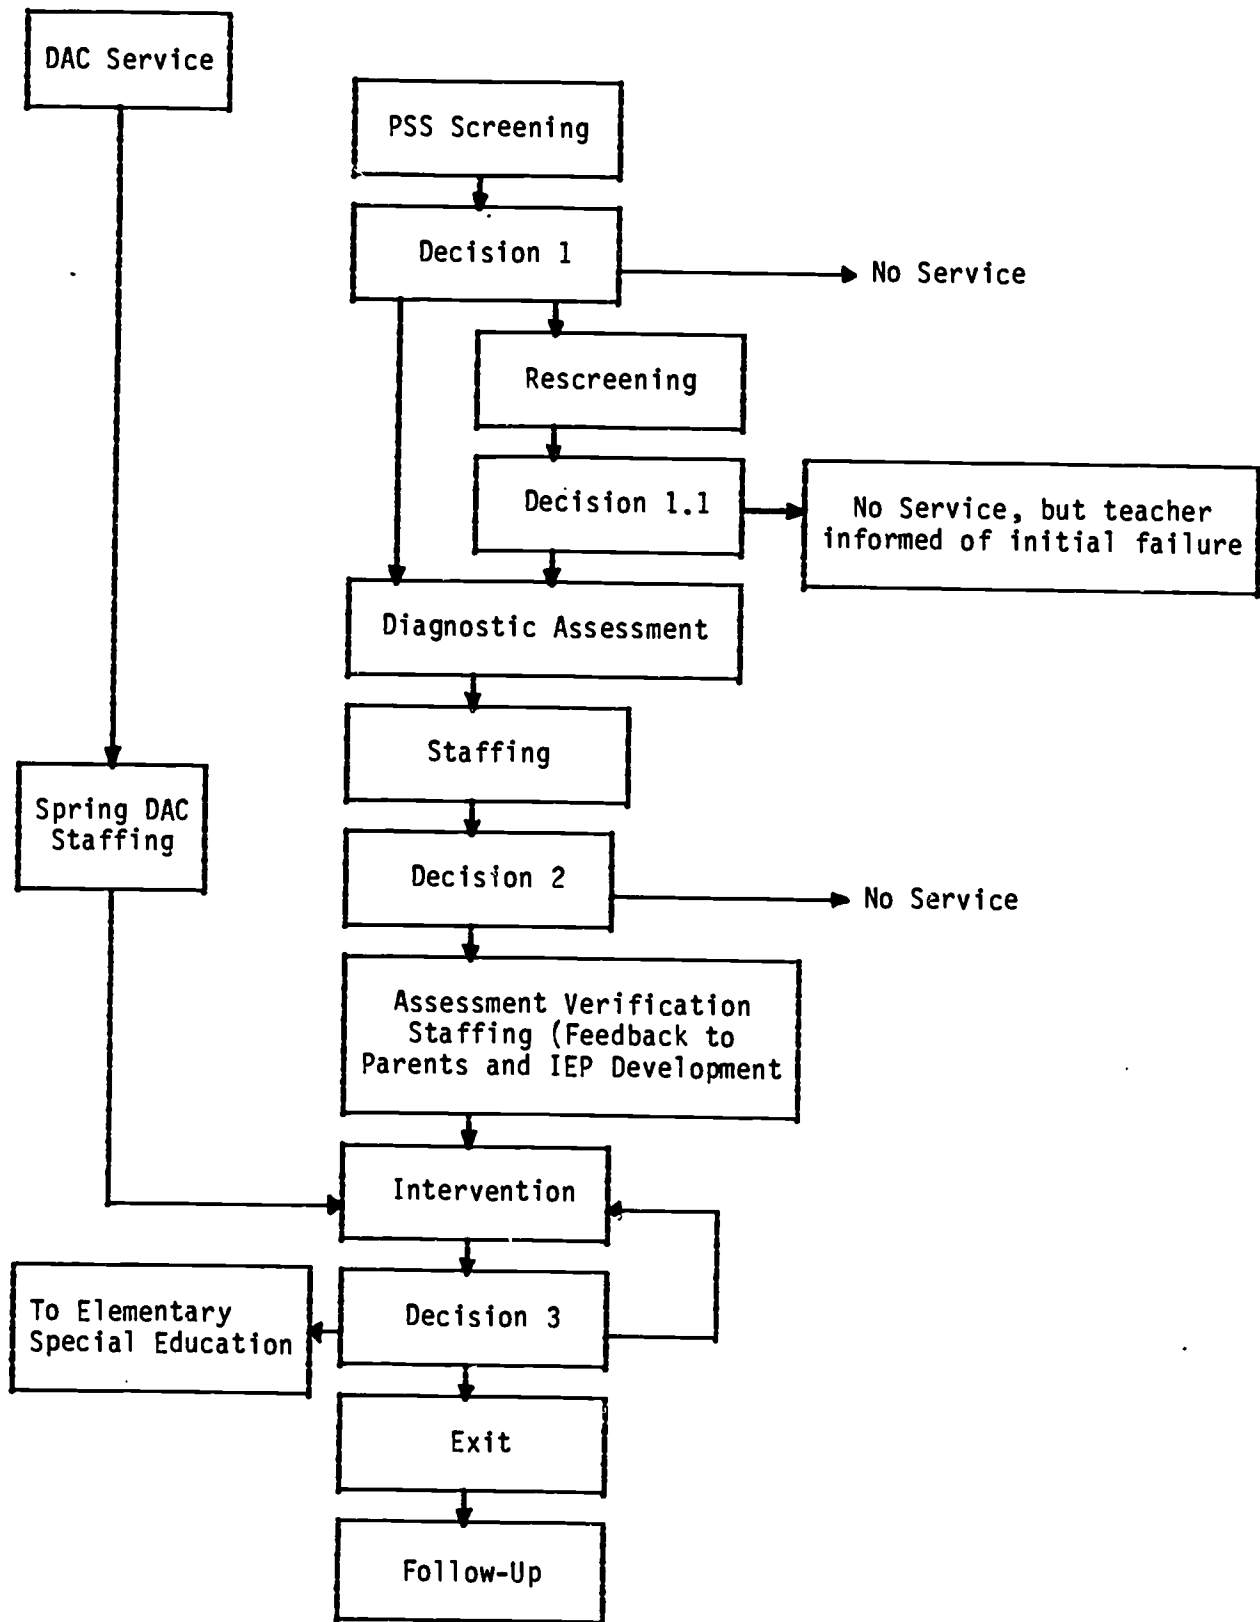 DAC Service
PSS Screening
Decision 1
No Service
Rescreening
Decision 1.1
No Service, but teacher
informed of initial failure
Diagnostic Assessment
Staffing
Spring DAC
Staffing
Decision 2
No Service
Assessment Verification
Staffing (Feedback to
Parents and IEP Development
Intervention
To Elementary
Special Education
Decision 3
Exit
Follow-Up